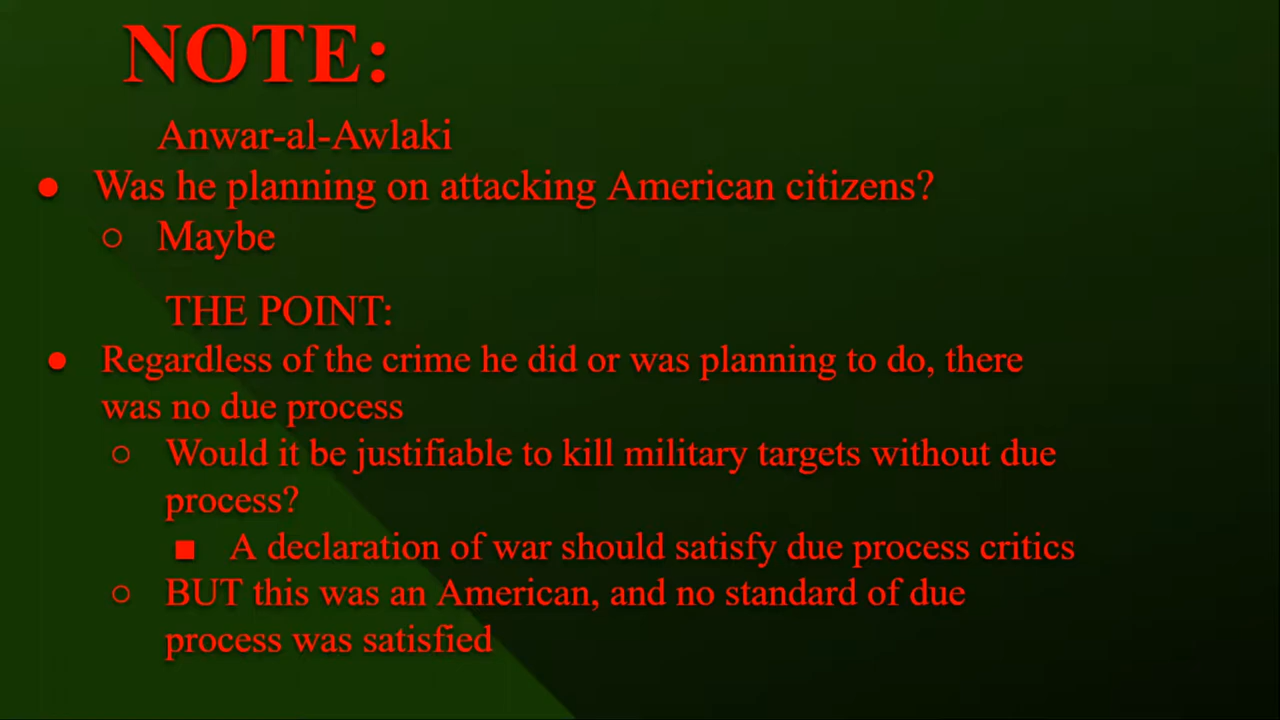 NOTE:
Anwar-al-Awlaki
● Was he planning on attacking American citizens?
○ Maybe
THE POINT:
● Regardless of the crime he did or was planning to do, there
was no due process
○ Would it be justifiable to kill military targets without due
process?
■ A declaration of war should satisfy due process critics
○ BUT this was an American, and no standard of due
process was satisfied